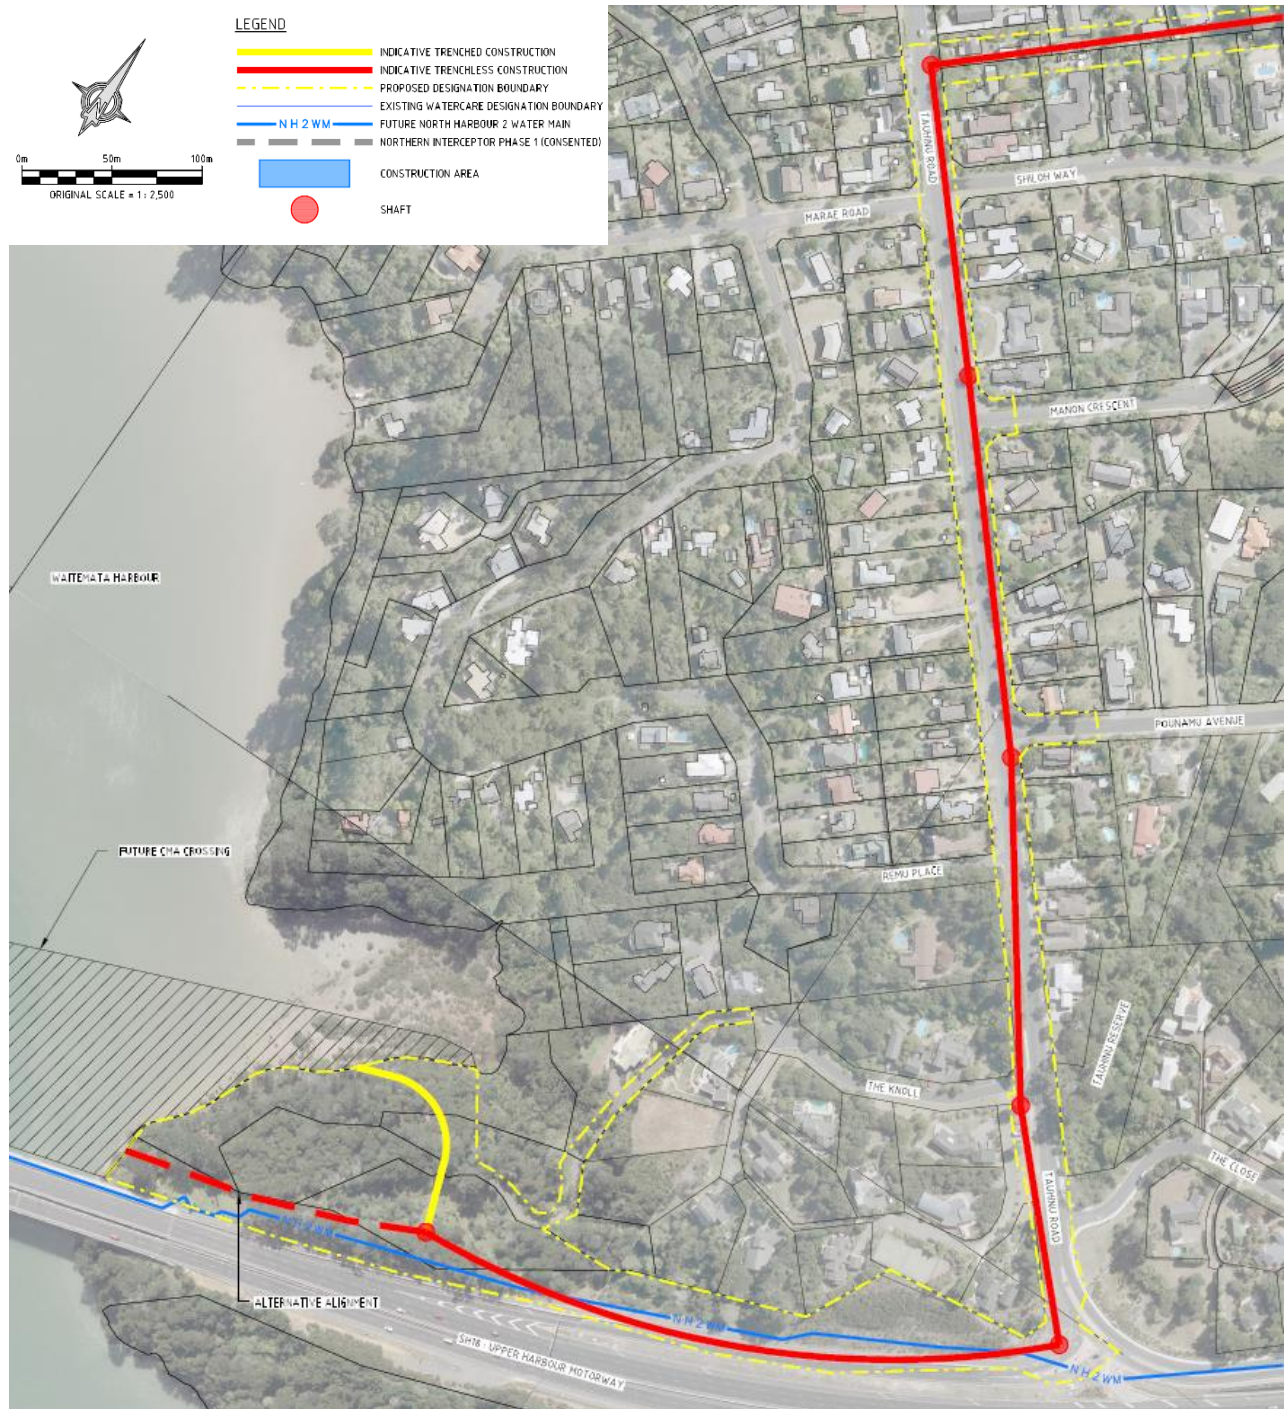 LEGEND
INDICATIVE TRENCHED CONSTRUCTION
INDICATIVE TRENCHLESS CONSTRUCTION
PROPOSED DESIGNATION BOUNDARY
EXISTING WATERCARE DESIGNATION BOUNDARY
NH2WM FUTURE NORTH HARBOUR 2 WATER MAIN
NORTHERN INTERCEPTOR PHASE 1 (CONSENTED)
CONSTRUCTION AREA
SHAFT
0m 50m 100m
ORIGINAL SCALE = 1:2,500
TAUHINU ROAD
SHILOH WAY
MARAE ROAD
MANON CRESCENT
WAITEMATA HARBOUR
POUNAMU AVENUE
FUTURE CMA CROSSING
REMU PLACE
TAUHINU RESERVE
THE KNOLL
THE CLOSE
TAUHINU ROAD
NH2WM
ALTERNATIVE ALIGNMENT
NH2WM
SH18 - UPPER HARBOUR MOTORWAY
NH2WM